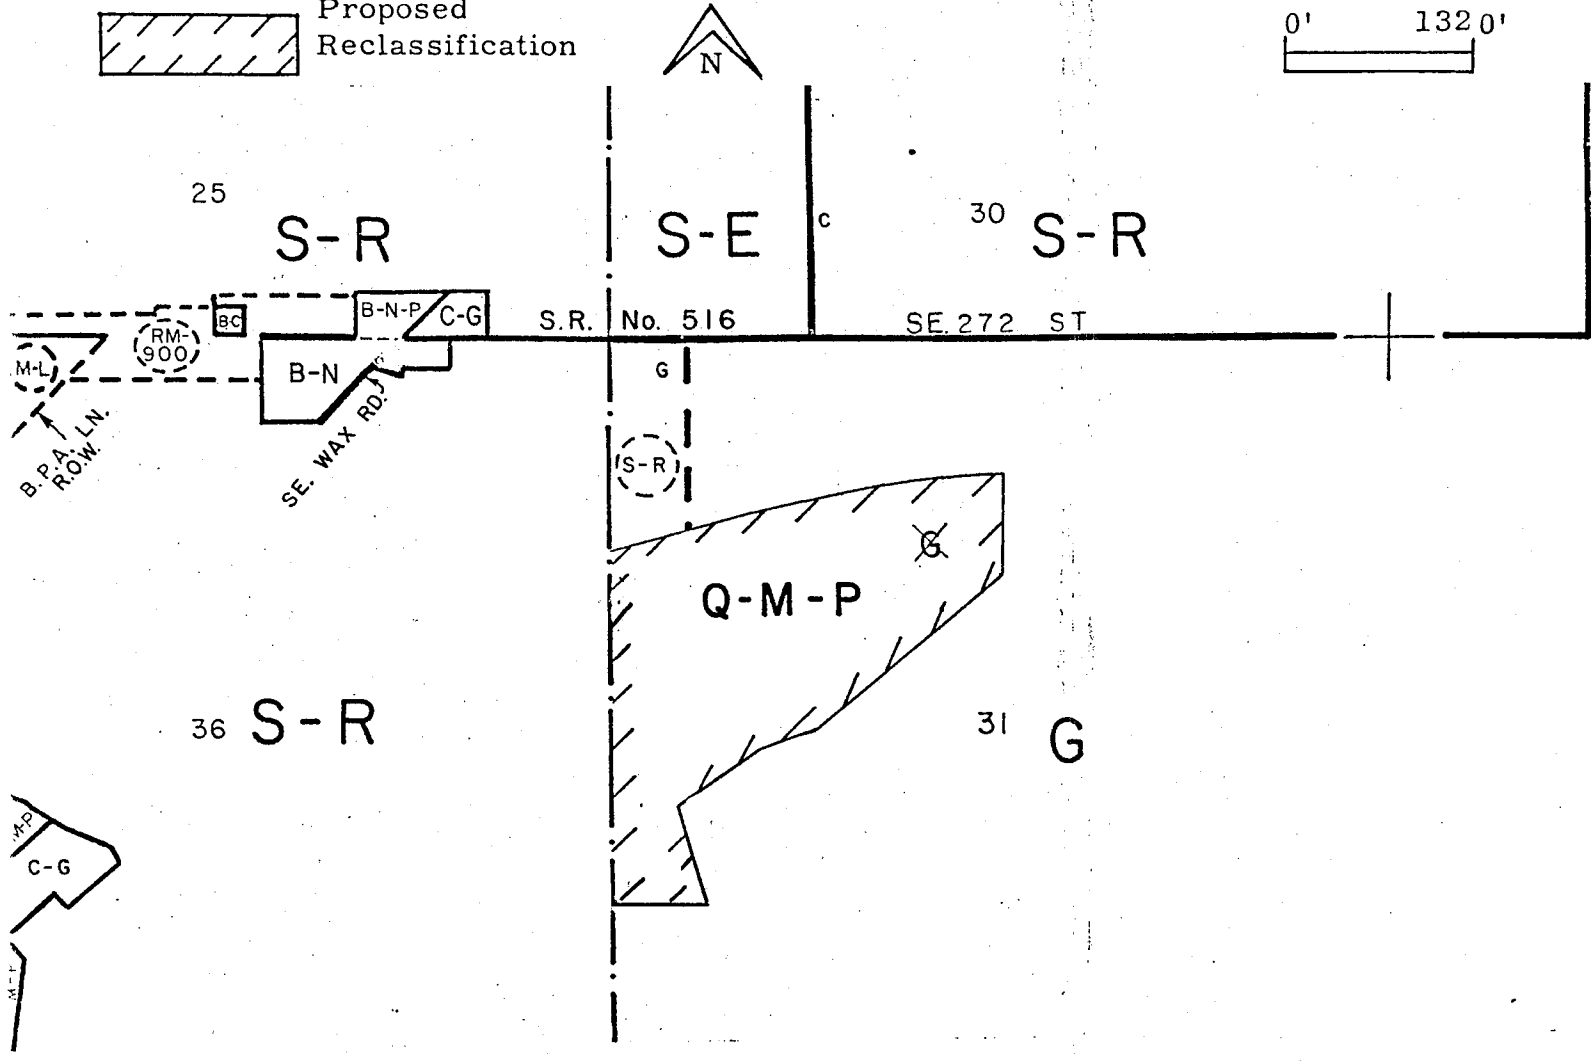 Proposed
Reclassification
N
0' 1320'
25
S-R
S-E
C
30
S-R
B-N-P
C-G
B-C
S.R. No. 516
SE. 272 ST
RM-
900
M-L
B-N
G
SE. WAX RD.
B.P.A. LN.
R.O.W.
S-R
G
Q-M-P
36
S-R
31
G
M-P
C-G